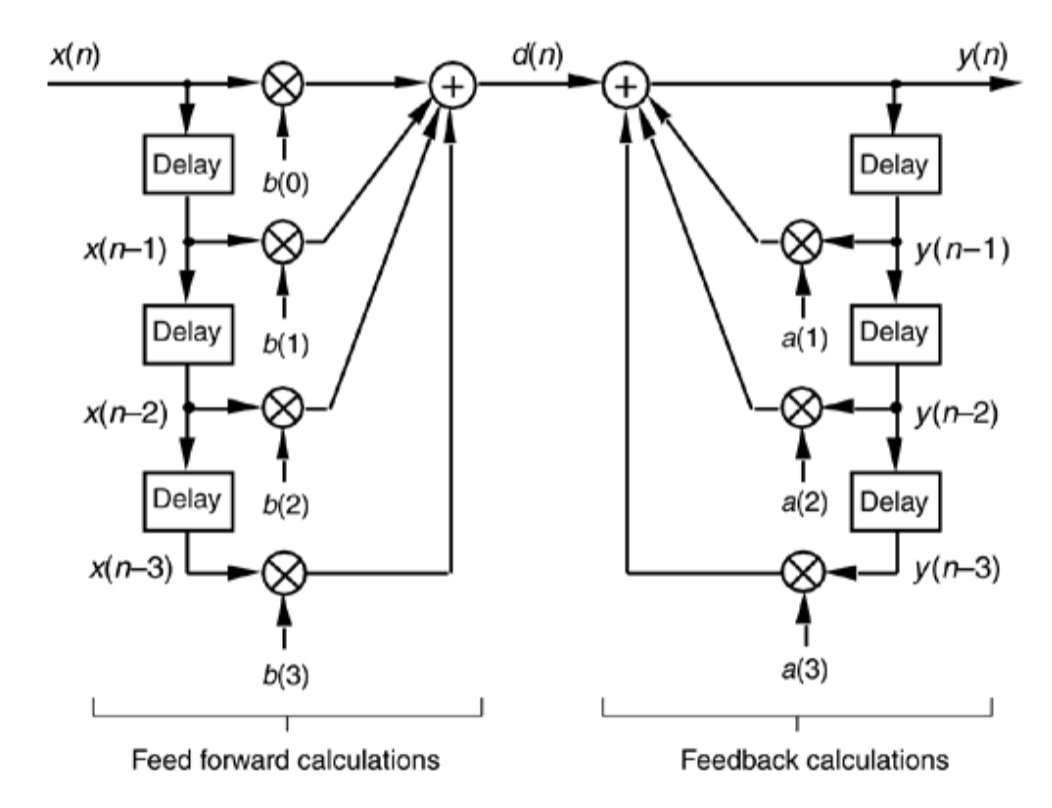 x(n)
d(n)
y(n)
Delay
Delay
b(0)
x(n–1)
y(n–1)
Delay
Delay
b(1)
a(1)
x(n–2)
y(n–2)
Delay
Delay
b(2)
a(2)
x(n–3)
y(n–3)
b(3)
a(3)
Feed forward calculations
Feedback calculations